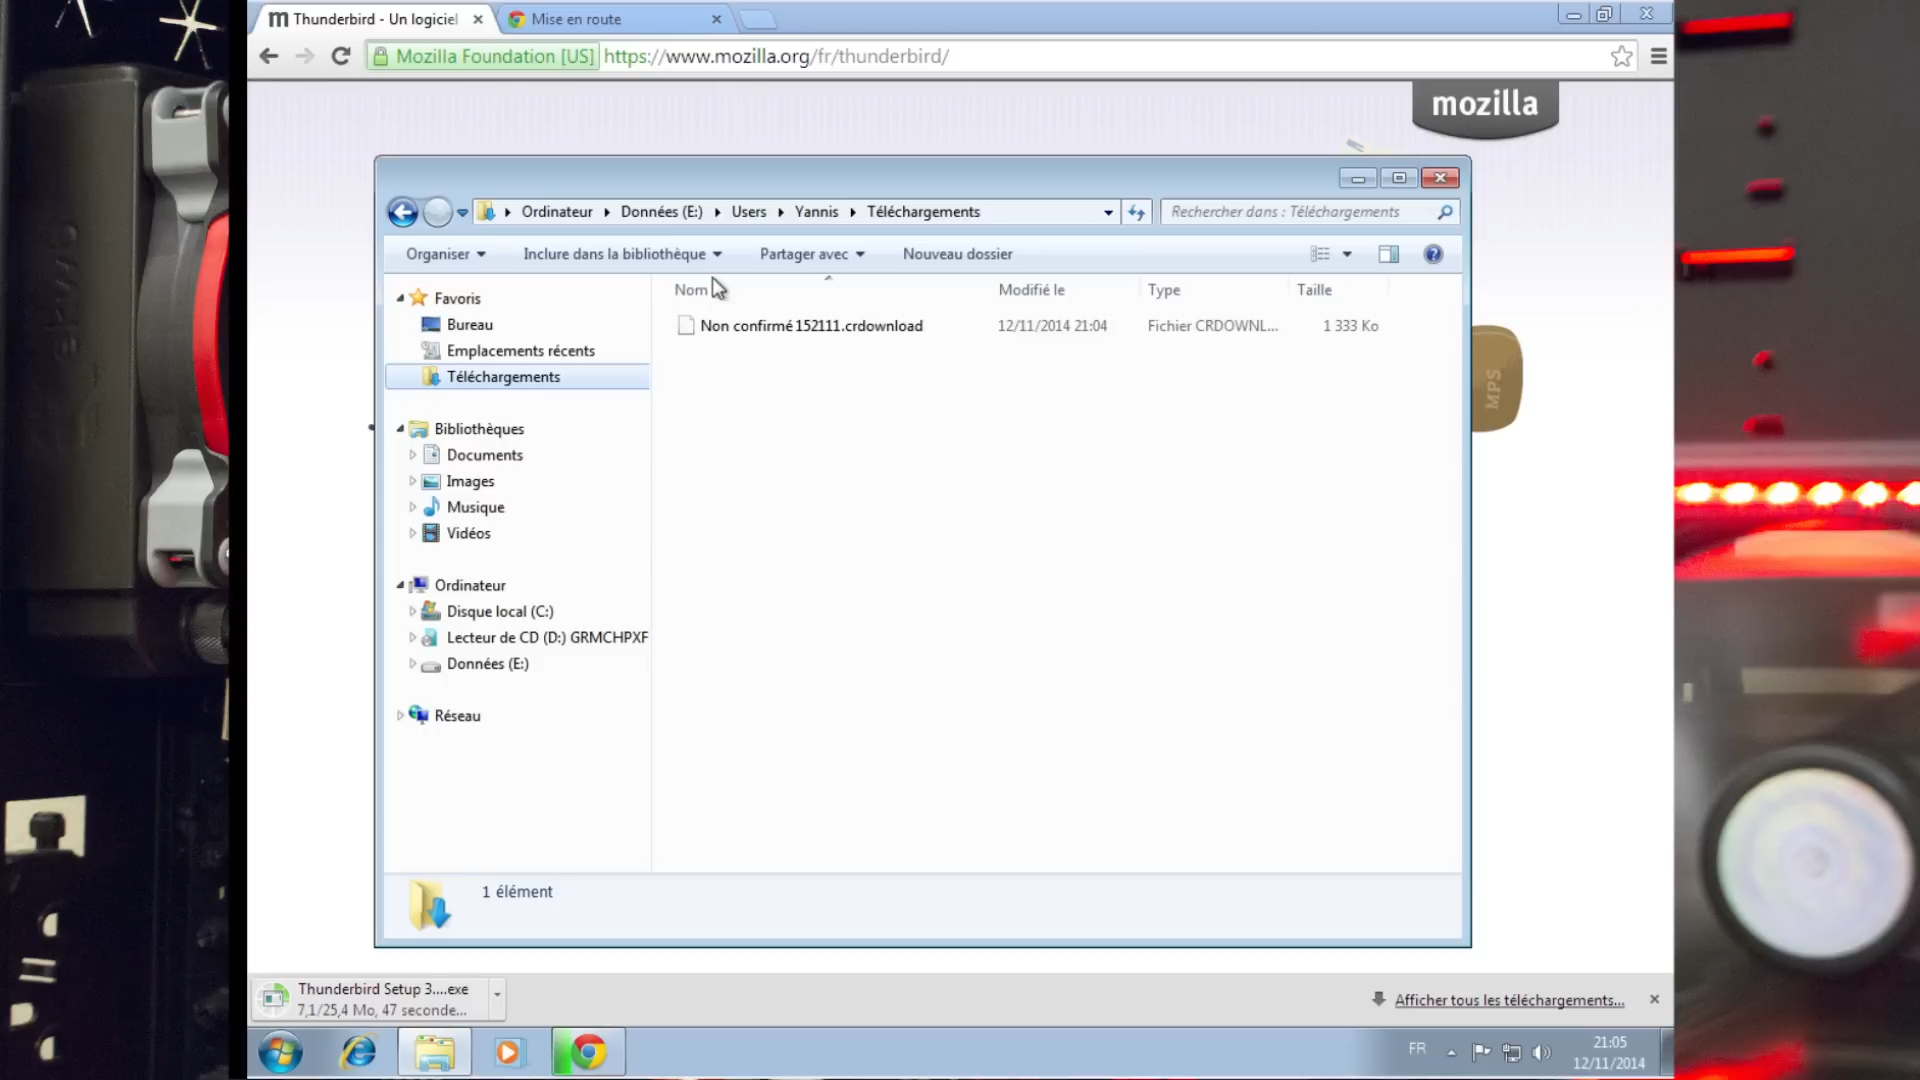 Thunderbird - Un logiciel
Mise en route
Mozilla Foundation [US] https://www.mozilla.org/fr/thunderbird/
mozilla
Ordinateur Données (E:) Users Yannis Téléchargements
Rechercher dans : Téléchargements
Organiser Inclure dans la bibliothèque Partager avec Nouveau dossier
Nom Modifié le Type Taille
Non confirmé 152111.crdownload 12/11/2014 21:04 Fichier CRDOWNL... 1 333 Ko
Favoris
Bureau
Emplacements récents
Téléchargements
Bibliothèques
Documents
Images
Musique
Vidéos
Ordinateur
Disque local (C:)
Lecteur de CD (D:) GRMCHPXF
Données (E:)
Réseau
MPS
1 élément
Thunderbird Setup 3....exe
7,1/25,4 Mo, 47 seconde...
Afficher tous les téléchargements...
FR
21:05
12/11/2014